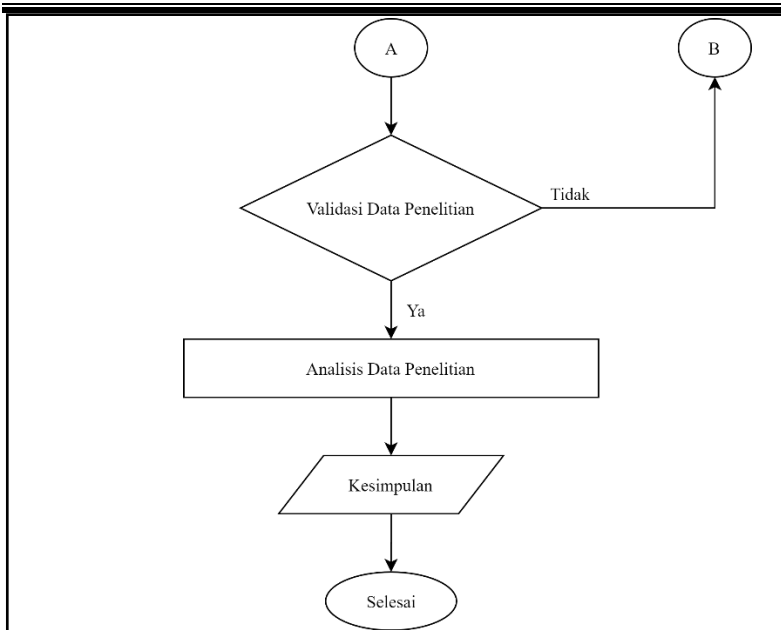 A
B
Validasi Data Penelitian
Tidak
Ya
Analisis Data Penelitian
Kesimpulan
Selesai